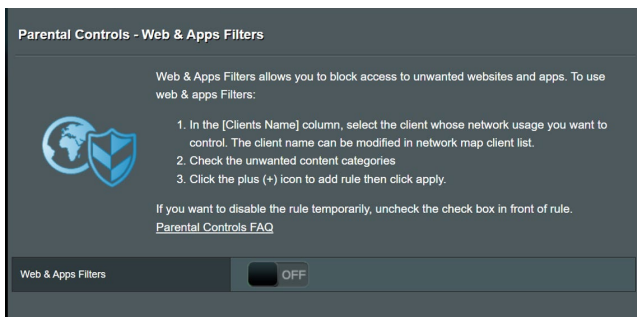 Parental Controls - Web & Apps Filters
Web & Apps Filters allows you to block access to unwanted websites and apps. To use
web & apps Filters:
1. In the [Clients Name] column, select the client whose network usage you want to
control. The client name can be modified in network map client list.
2. Check the unwanted content categories
3. Click the plus (+) icon to add rule then click apply.
If you want to disable the rule temporarily, uncheck the check box in front of rule.
Parental Controls FAQ
Web & Apps Filters
OFF